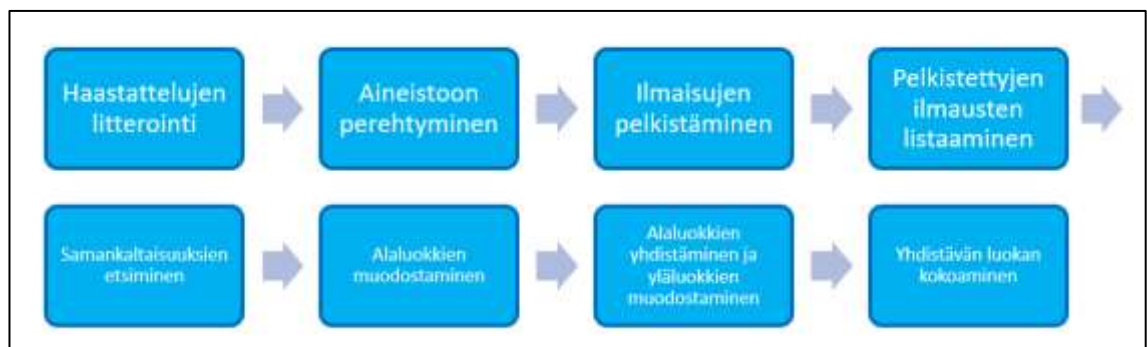 Haastattelujen
litterointi
Aineistoon
perehtyminen
Ilmaisujen
pelkistäminen
Pelkistettyjen
ilmausten
listaaminen
Samankaltaisuuksien
etsiminen
Alaluokkien
muodostaminen
Alaluokkien
yhdistäminen ja
yläluokkien
muodostaminen
Yhdistävän luokan
kokoaminen